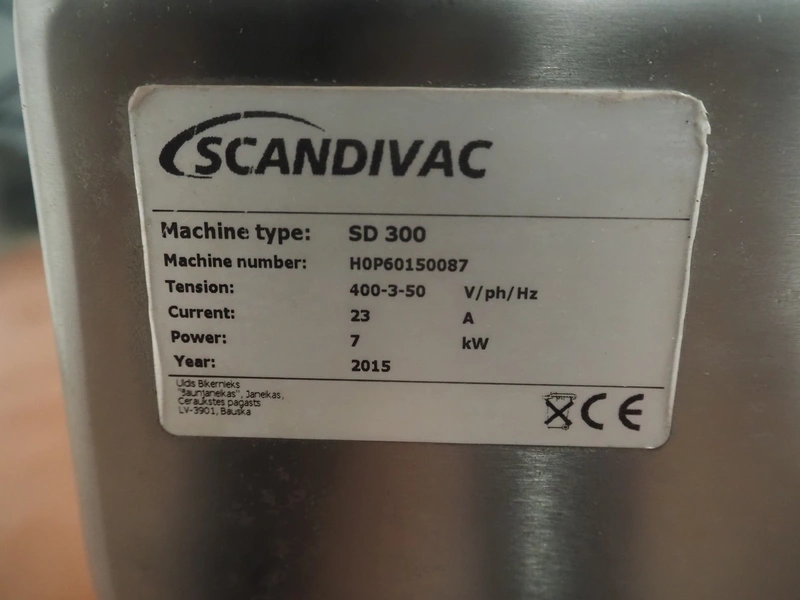 SCANDIVAC
Machine type: SD 300
Machine number: H0P60150087
Tension: 400-3-50 V/ph/Hz
Current: 23 A
Power: 7 kW
Year: 2015
Uldis Bikernieks
"Baunjanekas", Janekas,
Ceraukstes pagasts
LV-3901, Bauska
CE